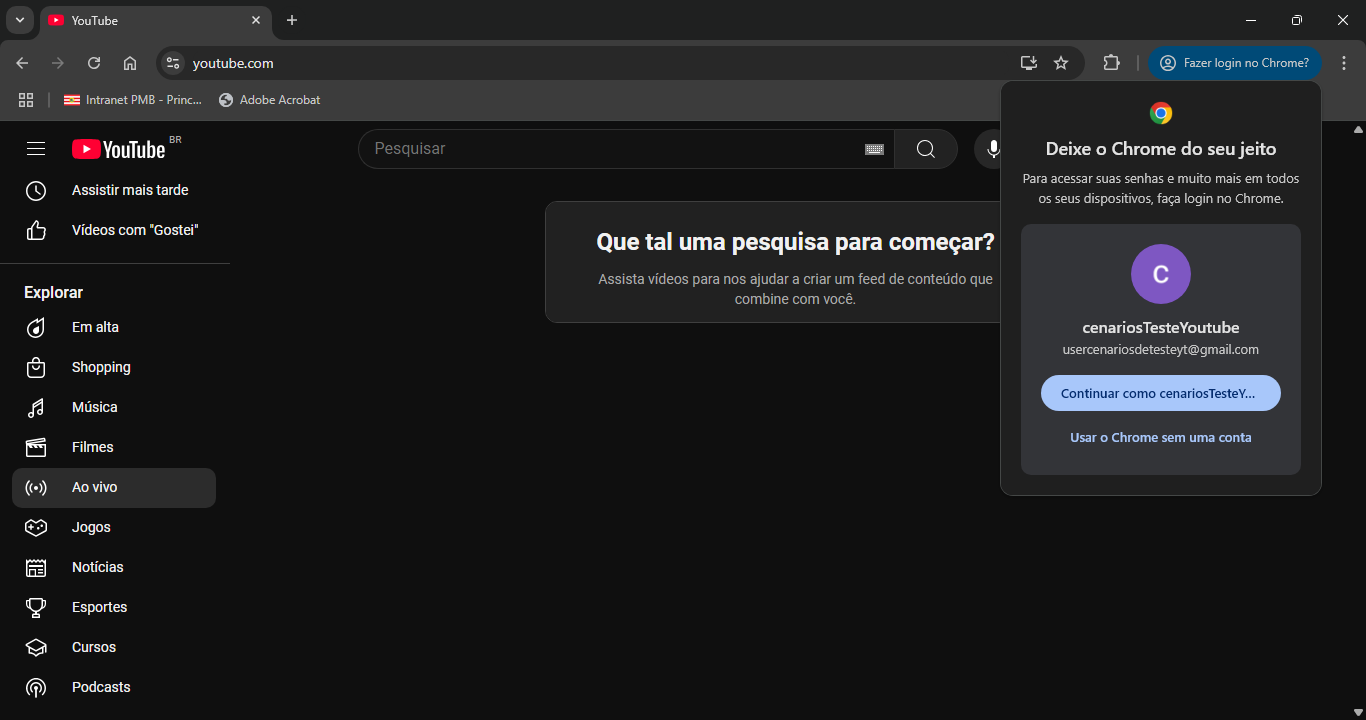 YouTube
youtube.com
Fazer login no Chrome?
Intranet PMB - Princ...
Adobe Acrobat
YouTube BR
Pesquisar
Assistir mais tarde
Vídeos com "Gostei"
Explorar
Em alta
Shopping
Música
Filmes
Ao vivo
Jogos
Notícias
Esportes
Cursos
Podcasts
Que tal uma pesquisa para começar?
Assista vídeos para nos ajudar a criar um feed de conteúdo que
combine com você.
Deixe o Chrome do seu jeito
Para acessar suas senhas e muito mais em todos
os seus dispositivos, faça login no Chrome.
C
cenariosTesteYoutube
usercenariosdetesteyt@gmail.com
Continuar como cenariosTesteY...
Usar o Chrome sem uma conta